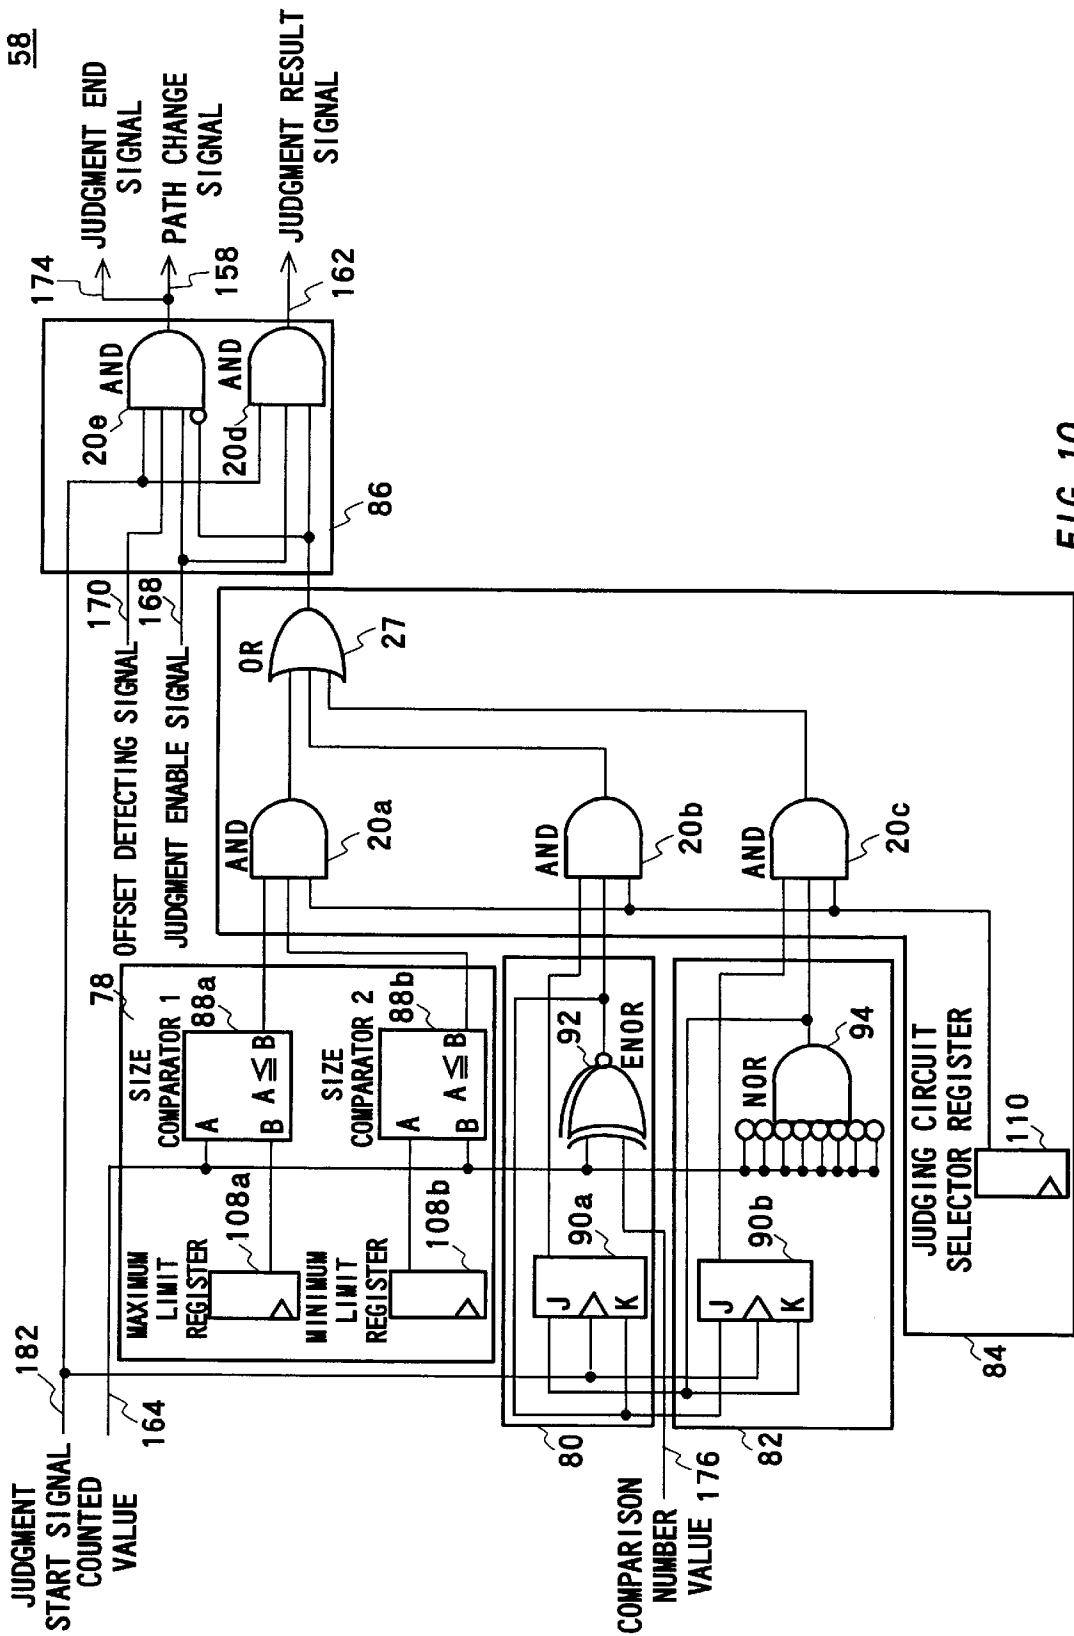 58
JUDGMENT
START SIGNAL
182
COUNTED
VALUE
164
78
SIZE
COMPARATOR 1
88a
A
A ≦ B
B
MAXIMUM
LIMIT
REGISTER
108a
SIZE
COMPARATOR 2
88b
A
A ≦ B
B
MINIMUM
LIMIT
REGISTER
108b
OFFSET DETECTING SIGNAL
170
JUDGMENT ENABLE SIGNAL
168
AND
20e
AND
20d
86
174
JUDGMENT END
SIGNAL
158
PATH CHANGE
SIGNAL
162
JUDGMENT RESULT
SIGNAL
OR
27
AND
20a
AND
20b
AND
20c
COMPARISON
NUMBER
VALUE 176
80
J
K
90a
92
ENOR
82
J
K
90b
NOR
94
JUDGING CIRCUIT
SELECTOR REGISTER
110
84
FIG. 10